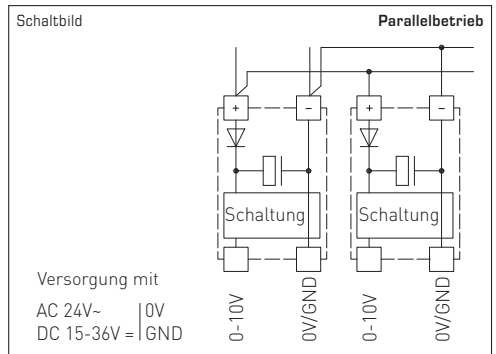 Schaltbild
Parallelbetrieb
+ − + −
Schaltung Schaltung
0-10V
0V/GND
0-10V
0V/GND
Versorgung mit
AC 24V~ | 0V
DC 15-36V = | GND